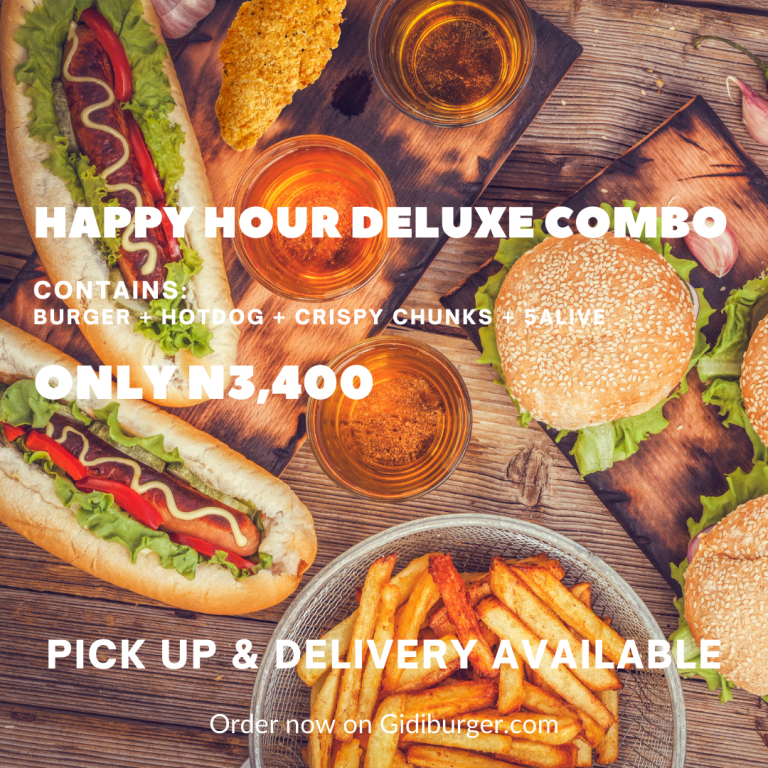 HAPPY HOUR DELUXE COMBO
CONTAINS:
BURGER + HOTDOG + CRISPY CHUNKS + 5ALIVE
ONLY N3,400
PICK UP & DELIVERY AVAILABLE
Order now on Gidiburger.com